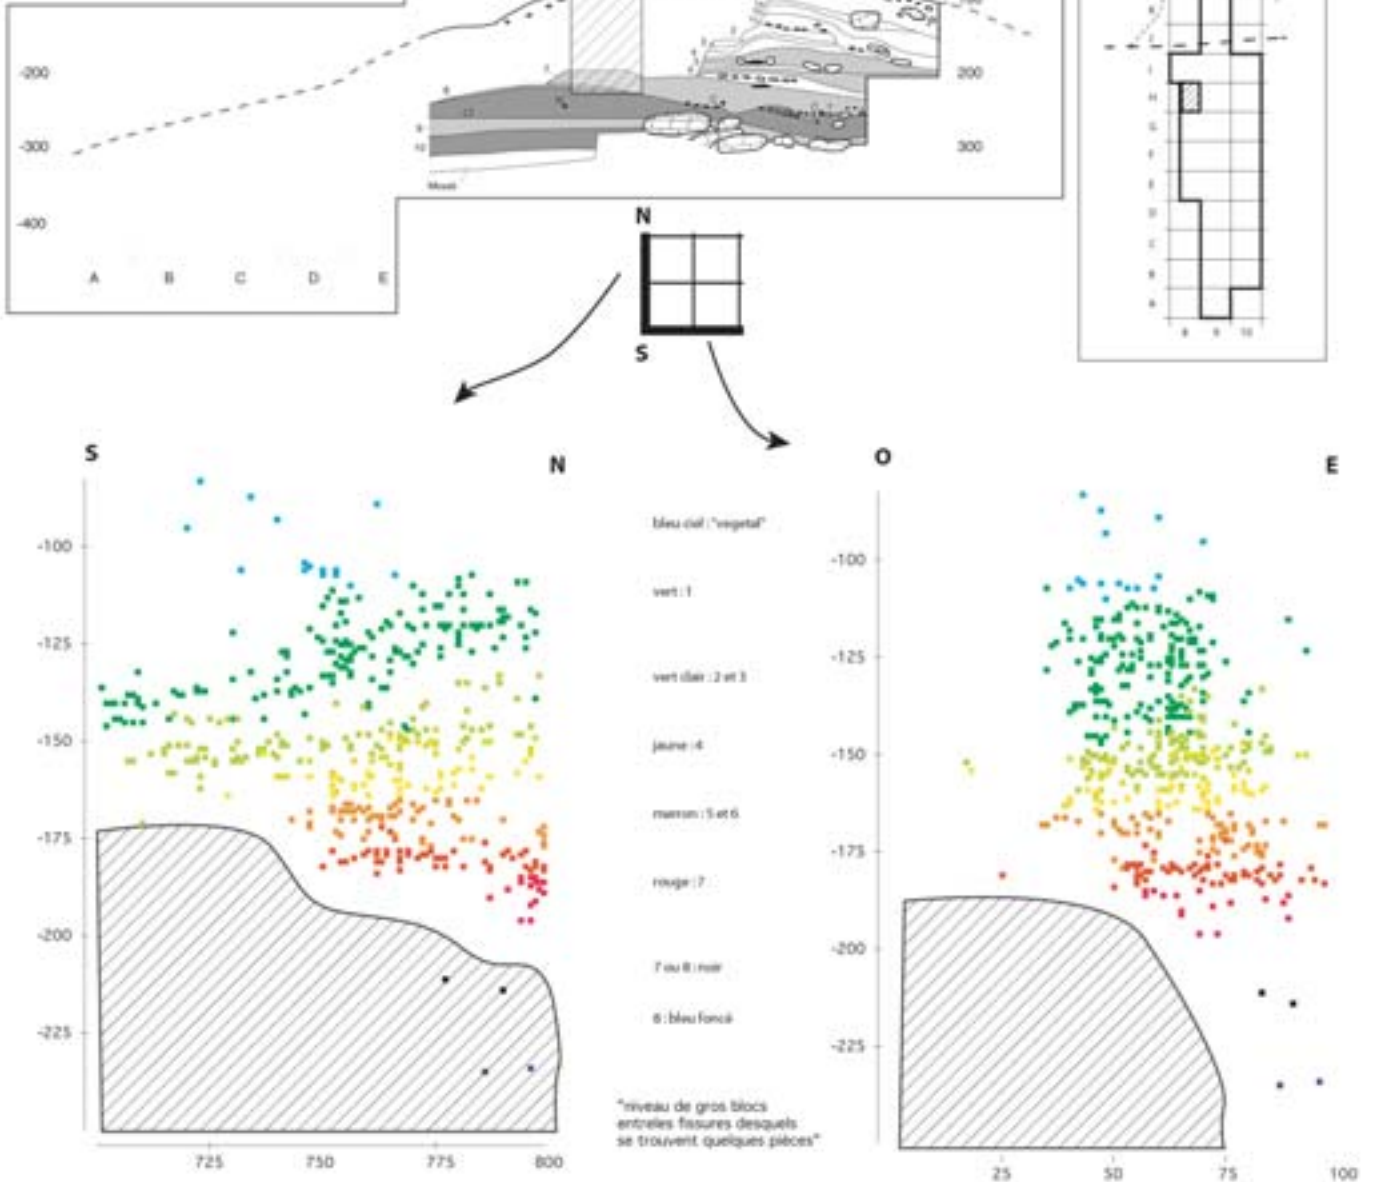 -200
-300
-400
A B C D E
200
300
N
S
H
G
F
E
D
C
B
A
8 9 10
S N
-100
-125
-150
-175
-200
-225
725 750 775 800
bleu ciel : "vegetal"
vert : 1
vert clair : 2 et 3
jaune : 4
marron : 5 et 6
rouge : 7
7 ou 8 : noir
6 : bleu foncé
"niveau de gros blocs
entreles fissures desquels
se trouvent quelques pièces"
O E
-100
-125
-150
-175
-200
-225
25 50 75 100